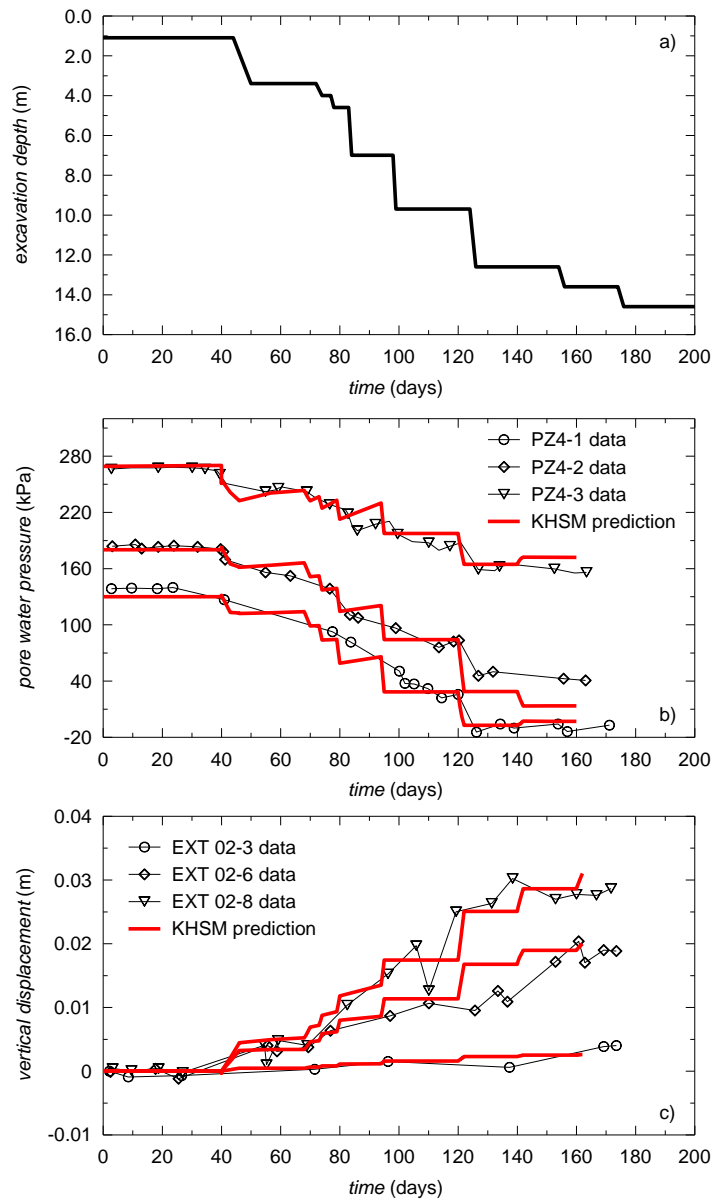 0.0
2.0
4.0
6.0
8.0
10.0
12.0
14.0
16.0
excavation depth (m)
a)
0 20 40 60 80 100 120 140 160 180 200
time (days)
280
220
160
100
40
-20
pore water pressure (kPa)
PZ4-1 data
PZ4-2 data
PZ4-3 data
KHSM prediction
b)
0 20 40 60 80 100 120 140 160 180 200
time (days)
0.04
0.03
0.02
0.01
0
-0.01
vertical displacement (m)
EXT 02-3 data
EXT 02-6 data
EXT 02-8 data
KHSM prediction
c)
0 20 40 60 80 100 120 140 160 180 200
time (days)